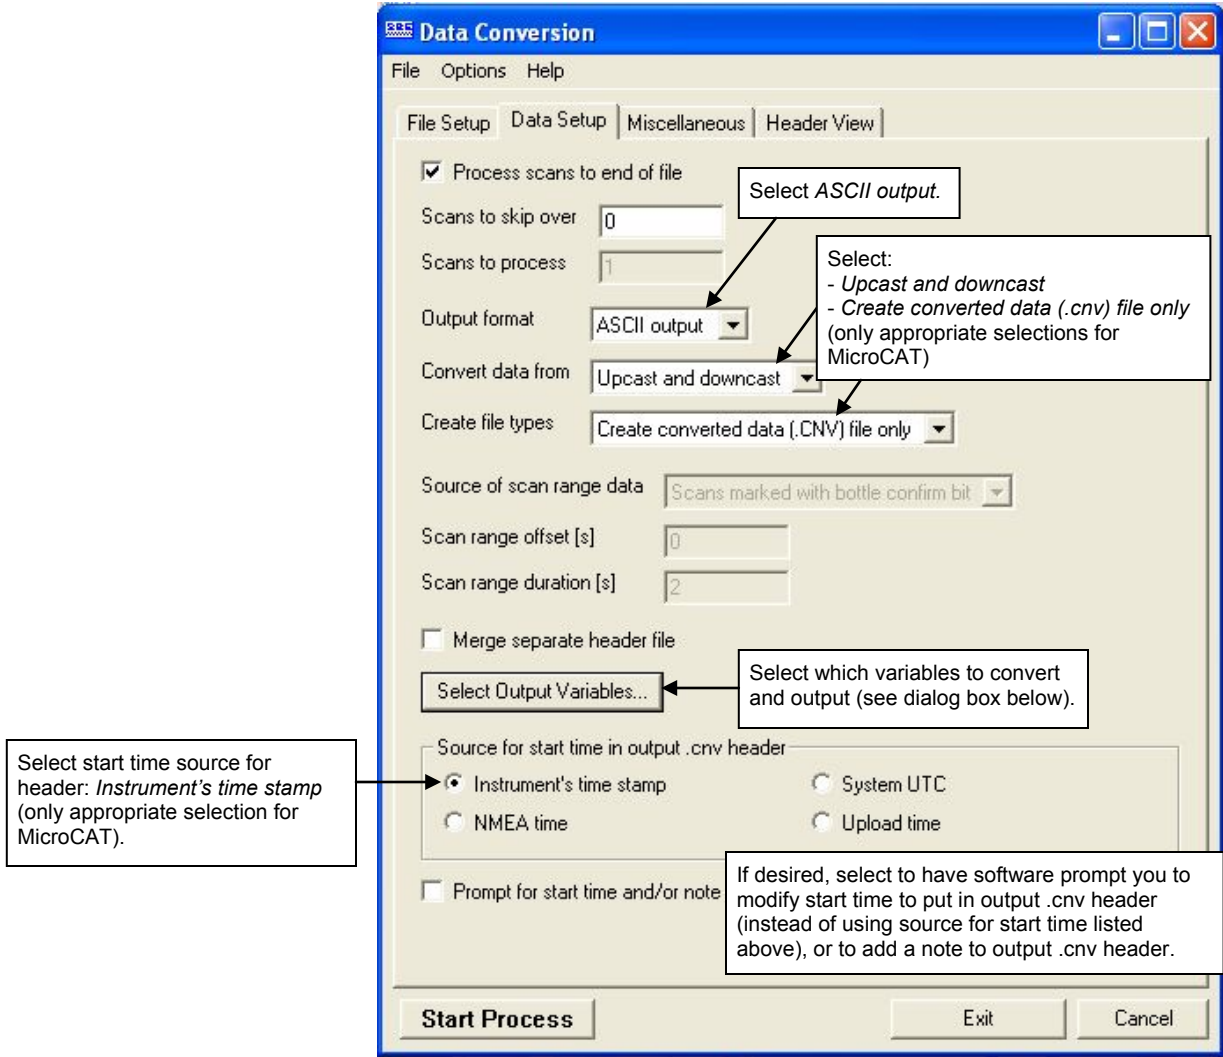 Data Conversion
File Options Help
File Setup Data Setup Miscellaneous Header View
Process scans to end of file
Select ASCII output.
Scans to skip over 0
Scans to process 1
Select:
- Upcast and downcast
- Create converted data (.cnv) file only
(only appropriate selections for
MicroCAT)
Output format ASCII output
Convert data from Upcast and downcast
Create file types Create converted data (.CNV) file only
Source of scan range data Scans marked with bottle confirm bit
Scan range offset [s] 0
Scan range duration [s] 2
Merge separate header file
Select Output Variables...
Select which variables to convert
and output (see dialog box below).
Source for start time in output .cnv header
Select start time source for
header: Instrument's time stamp
(only appropriate selection for
MicroCAT).
Instrument's time stamp System UTC
NMEA time Upload time
Prompt for start time and/or note
If desired, select to have software prompt you to
modify start time to put in output .cnv header
(instead of using source for start time listed
above), or to add a note to output .cnv header.
Start Process Exit Cancel